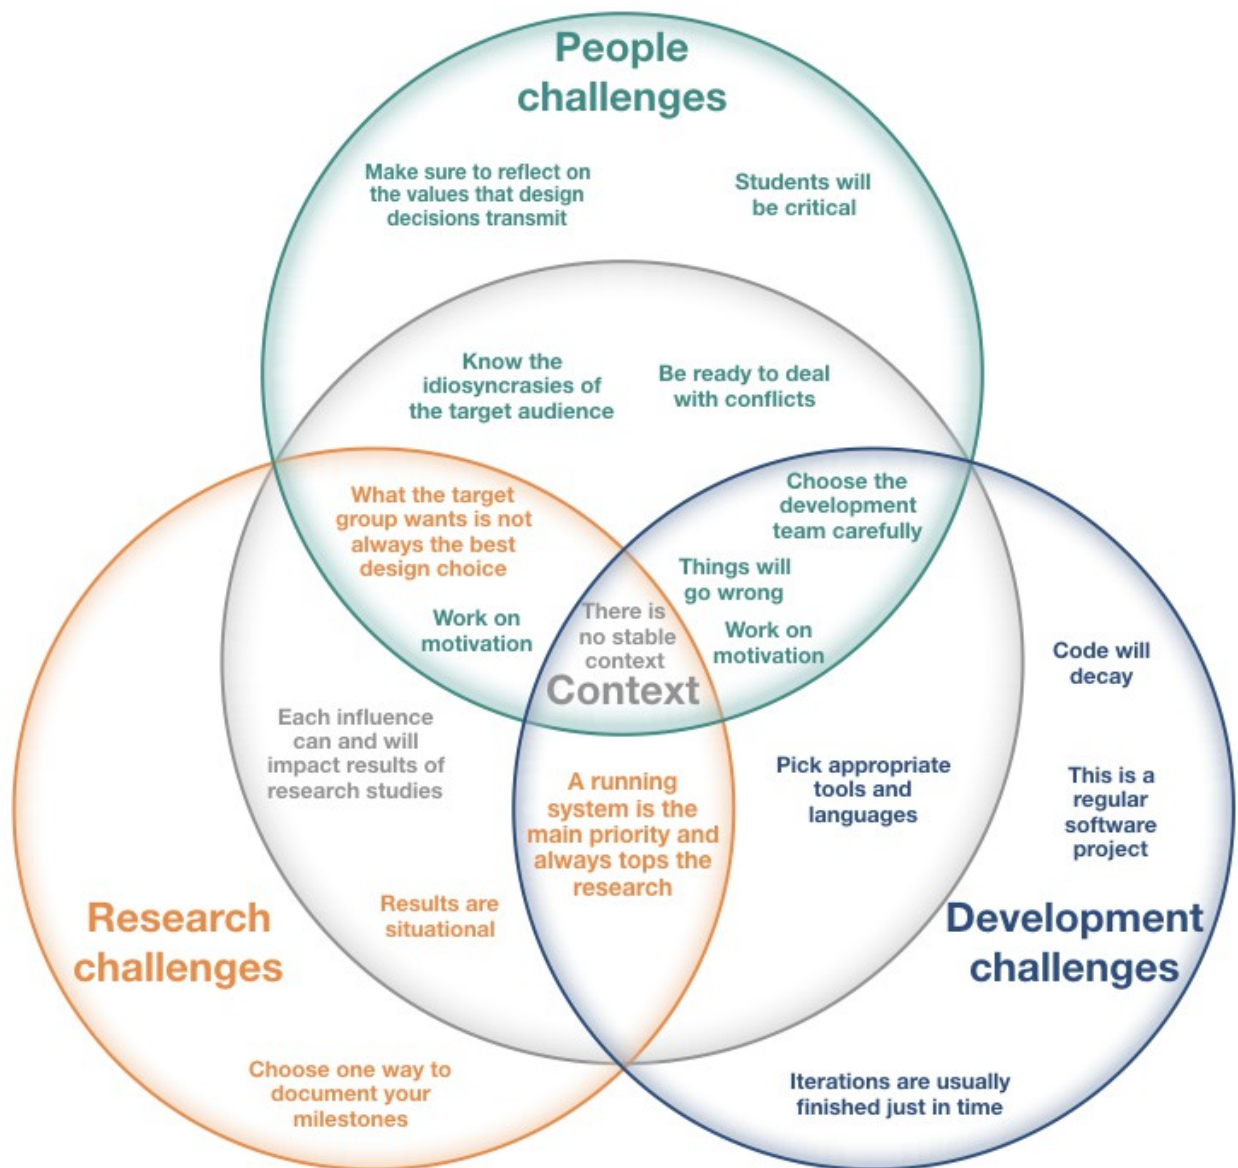 People
challenges
Make sure to reflect on
the values that design
decisions transmit
Students will
be critical
Know the
idiosyncrasies of
the target audience
Be ready to deal
with conflicts
What the target
group wants is not
always the best
design choice
Work on
motivation
Choose the
development
team carefully
Things will
go wrong
Work on
motivation
There is
no stable
context
Context
Each influence
can and will
impact results of
research studies
A running
system is the
main priority and
always tops the
research
Pick appropriate
tools and
languages
Code will
decay
This is a
regular
software
project
Results are
situational
Research
challenges
Development
challenges
Choose one way to
document your
milestones
Iterations are usually
finished just in time